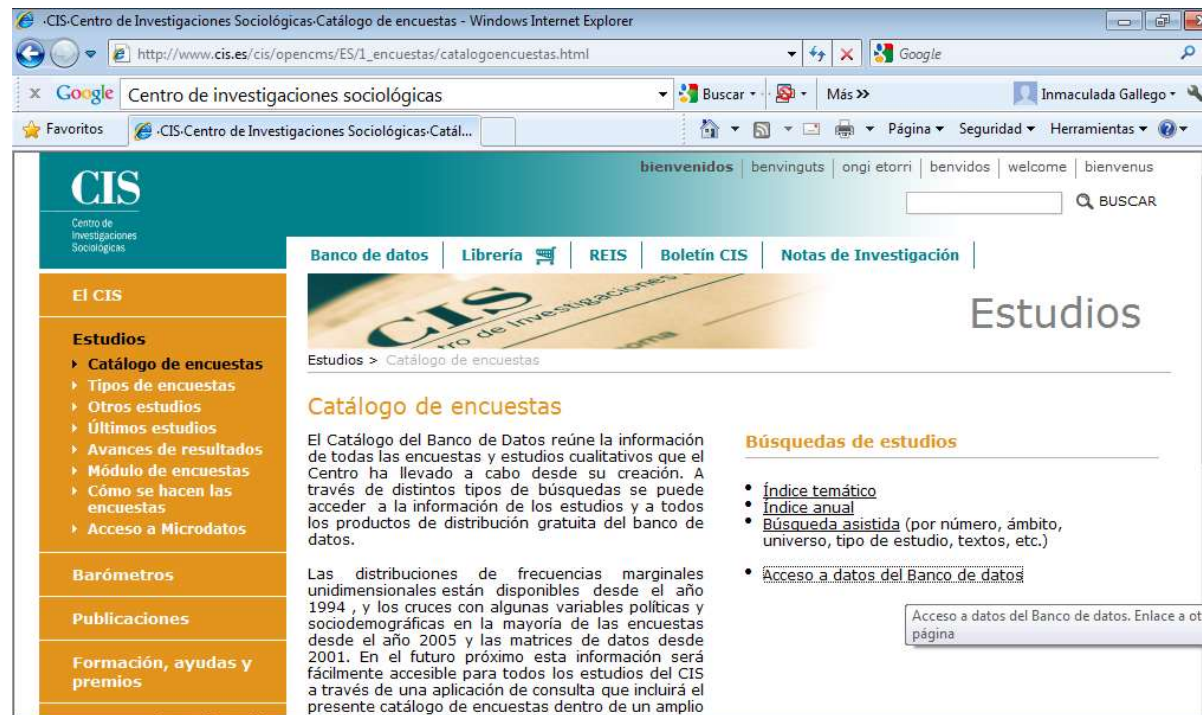 ·CIS·Centro de Investigaciones Sociológicas·Catálogo de encuestas - Windows Internet Explorer
http://www.cis.es/cis/opencms/ES/1_encuestas/catalogoencuestas.html
Google
x Google Centro de investigaciones sociológicas Buscar Más >> Inmaculada Gallego
Favoritos ·CIS·Centro de Investigaciones Sociológicas·Catál... Página Seguridad Herramientas
bienvenidos | benvinguts | ongi etorri | benvidos | welcome | bienvenus
CIS
Centro de
Investigaciones
Sociológicas
BUSCAR
Banco de datos | Librería | REIS | Boletín CIS | Notas de Investigación
El CIS
Estudios
Catálogo de encuestas
Tipos de encuestas
Otros estudios
Últimos estudios
Avances de resultados
Módulo de encuestas
Cómo se hacen las
encuestas
Acceso a Microdatos
Barómetros
Publicaciones
Formación, ayudas y
premios
CIS
tro de Investigaciones
Estudios
Estudios > Catálogo de encuestas
Catálogo de encuestas
El Catálogo del Banco de Datos reúne la información
de todas las encuestas y estudios cualitativos que el
Centro ha llevado a cabo desde su creación. A
través de distintos tipos de búsquedas se puede
acceder a la información de los estudios y a todos
los productos de distribución gratuita del banco de
datos.
Las distribuciones de frecuencias marginales
unidimensionales están disponibles desde el año
1994 , y los cruces con algunas variables políticas y
sociodemográficas en la mayoría de las encuestas
desde el año 2005 y las matrices de datos desde
2001. En el futuro próximo esta información será
fácilmente accesible para todos los estudios del CIS
a través de una aplicación de consulta que incluirá el
presente catálogo de encuestas dentro de un amplio
Búsquedas de estudios
Índice temático
Índice anual
Búsqueda asistida (por número, ámbito,
universo, tipo de estudio, textos, etc.)
Acceso a datos del Banco de datos
Acceso a datos del Banco de datos. Enlace a ot
página